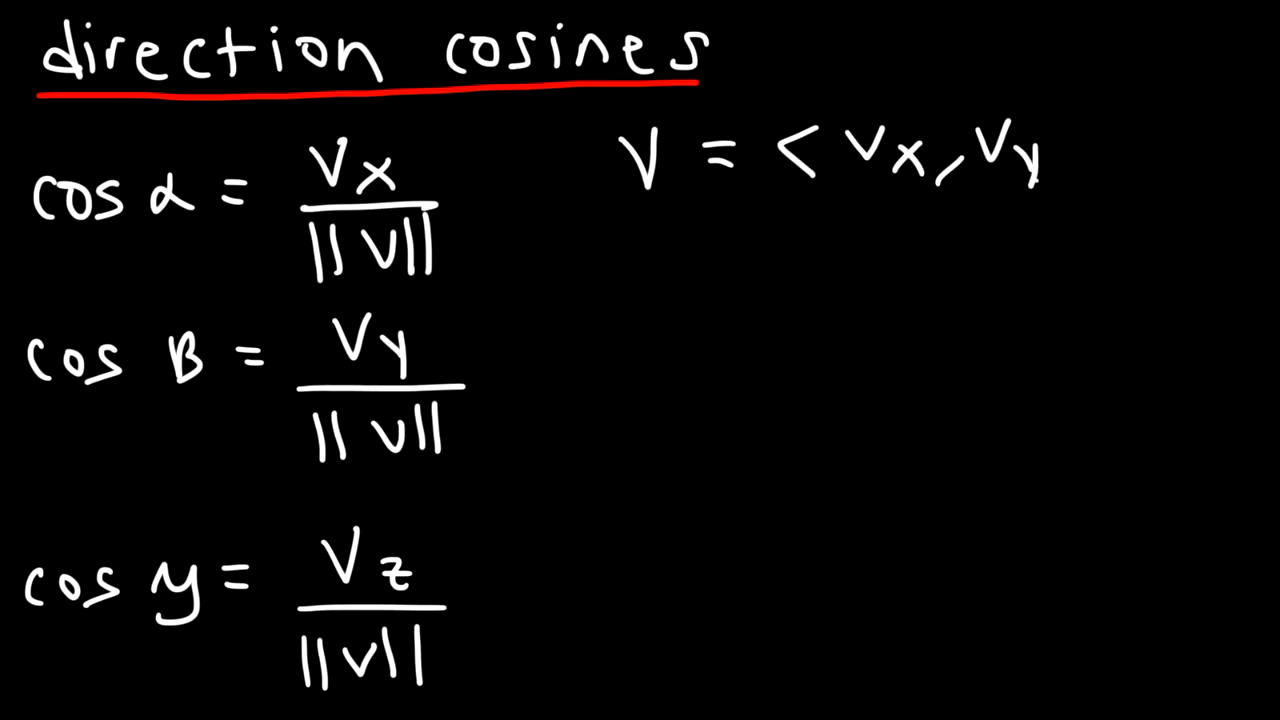 direction cosines
cos α = Vx / ||V||
V = < Vx, Vy
cos B = Vy / ||V||
cos y = Vz / ||V||